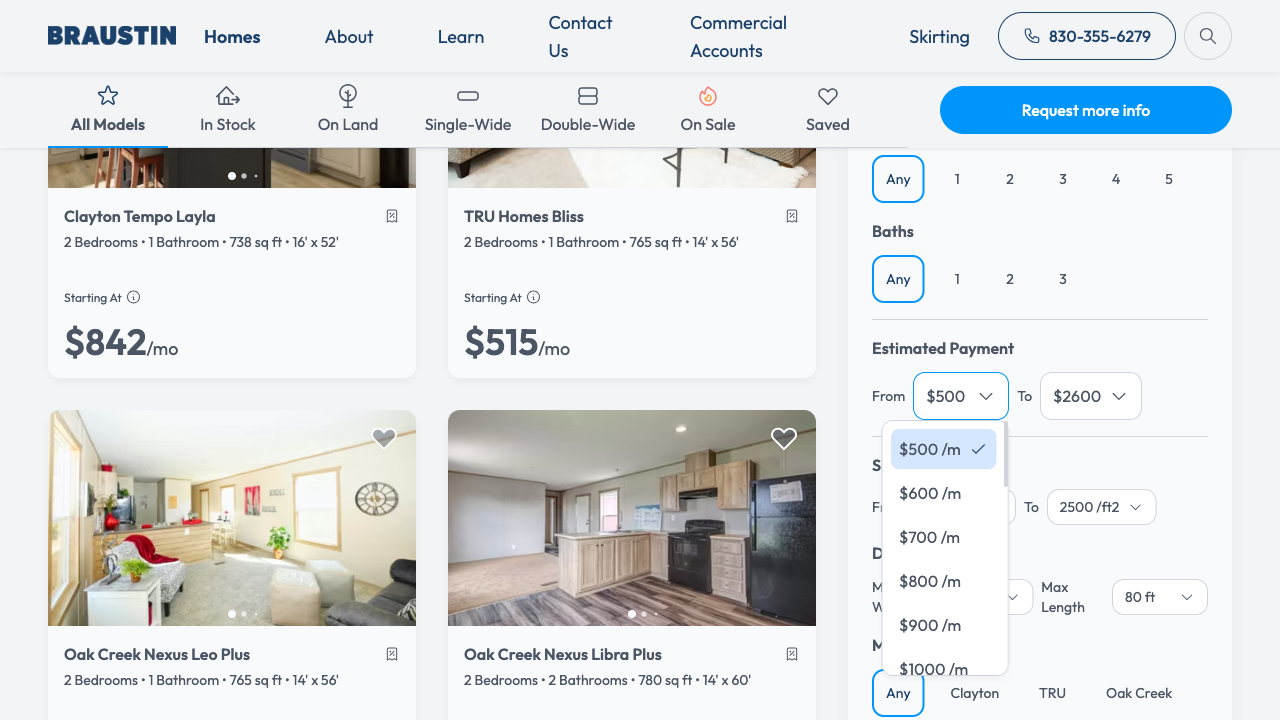 BRAUSTIN
Homes
About
Learn
Contact
Us
Commercial
Accounts
Skirting
830-355-6279
All Models
In Stock
On Land
Single-Wide
Double-Wide
On Sale
Saved
Request more info
Clayton Tempo Layla
2 Bedrooms • 1 Bathroom • 738 sq ft • 16' x 52'
Starting At
$842/mo
TRU Homes Bliss
2 Bedrooms • 1 Bathroom • 765 sq ft • 14' x 56'
Starting At
$515/mo
Oak Creek Nexus Leo Plus
2 Bedrooms • 1 Bathroom • 765 sq ft • 14' x 56'
Oak Creek Nexus Libra Plus
2 Bedrooms • 2 Bathrooms • 780 sq ft • 14' x 60'
Any 1 2 3 4 5
Baths
Any 1 2 3
Estimated Payment
From $500 To $2600
$500 /m
$600 /m
$700 /m
$800 /m
$900 /m
$1000 /m
To 2500 /ft2
Max
Length
80 ft
Any Clayton TRU Oak Creek